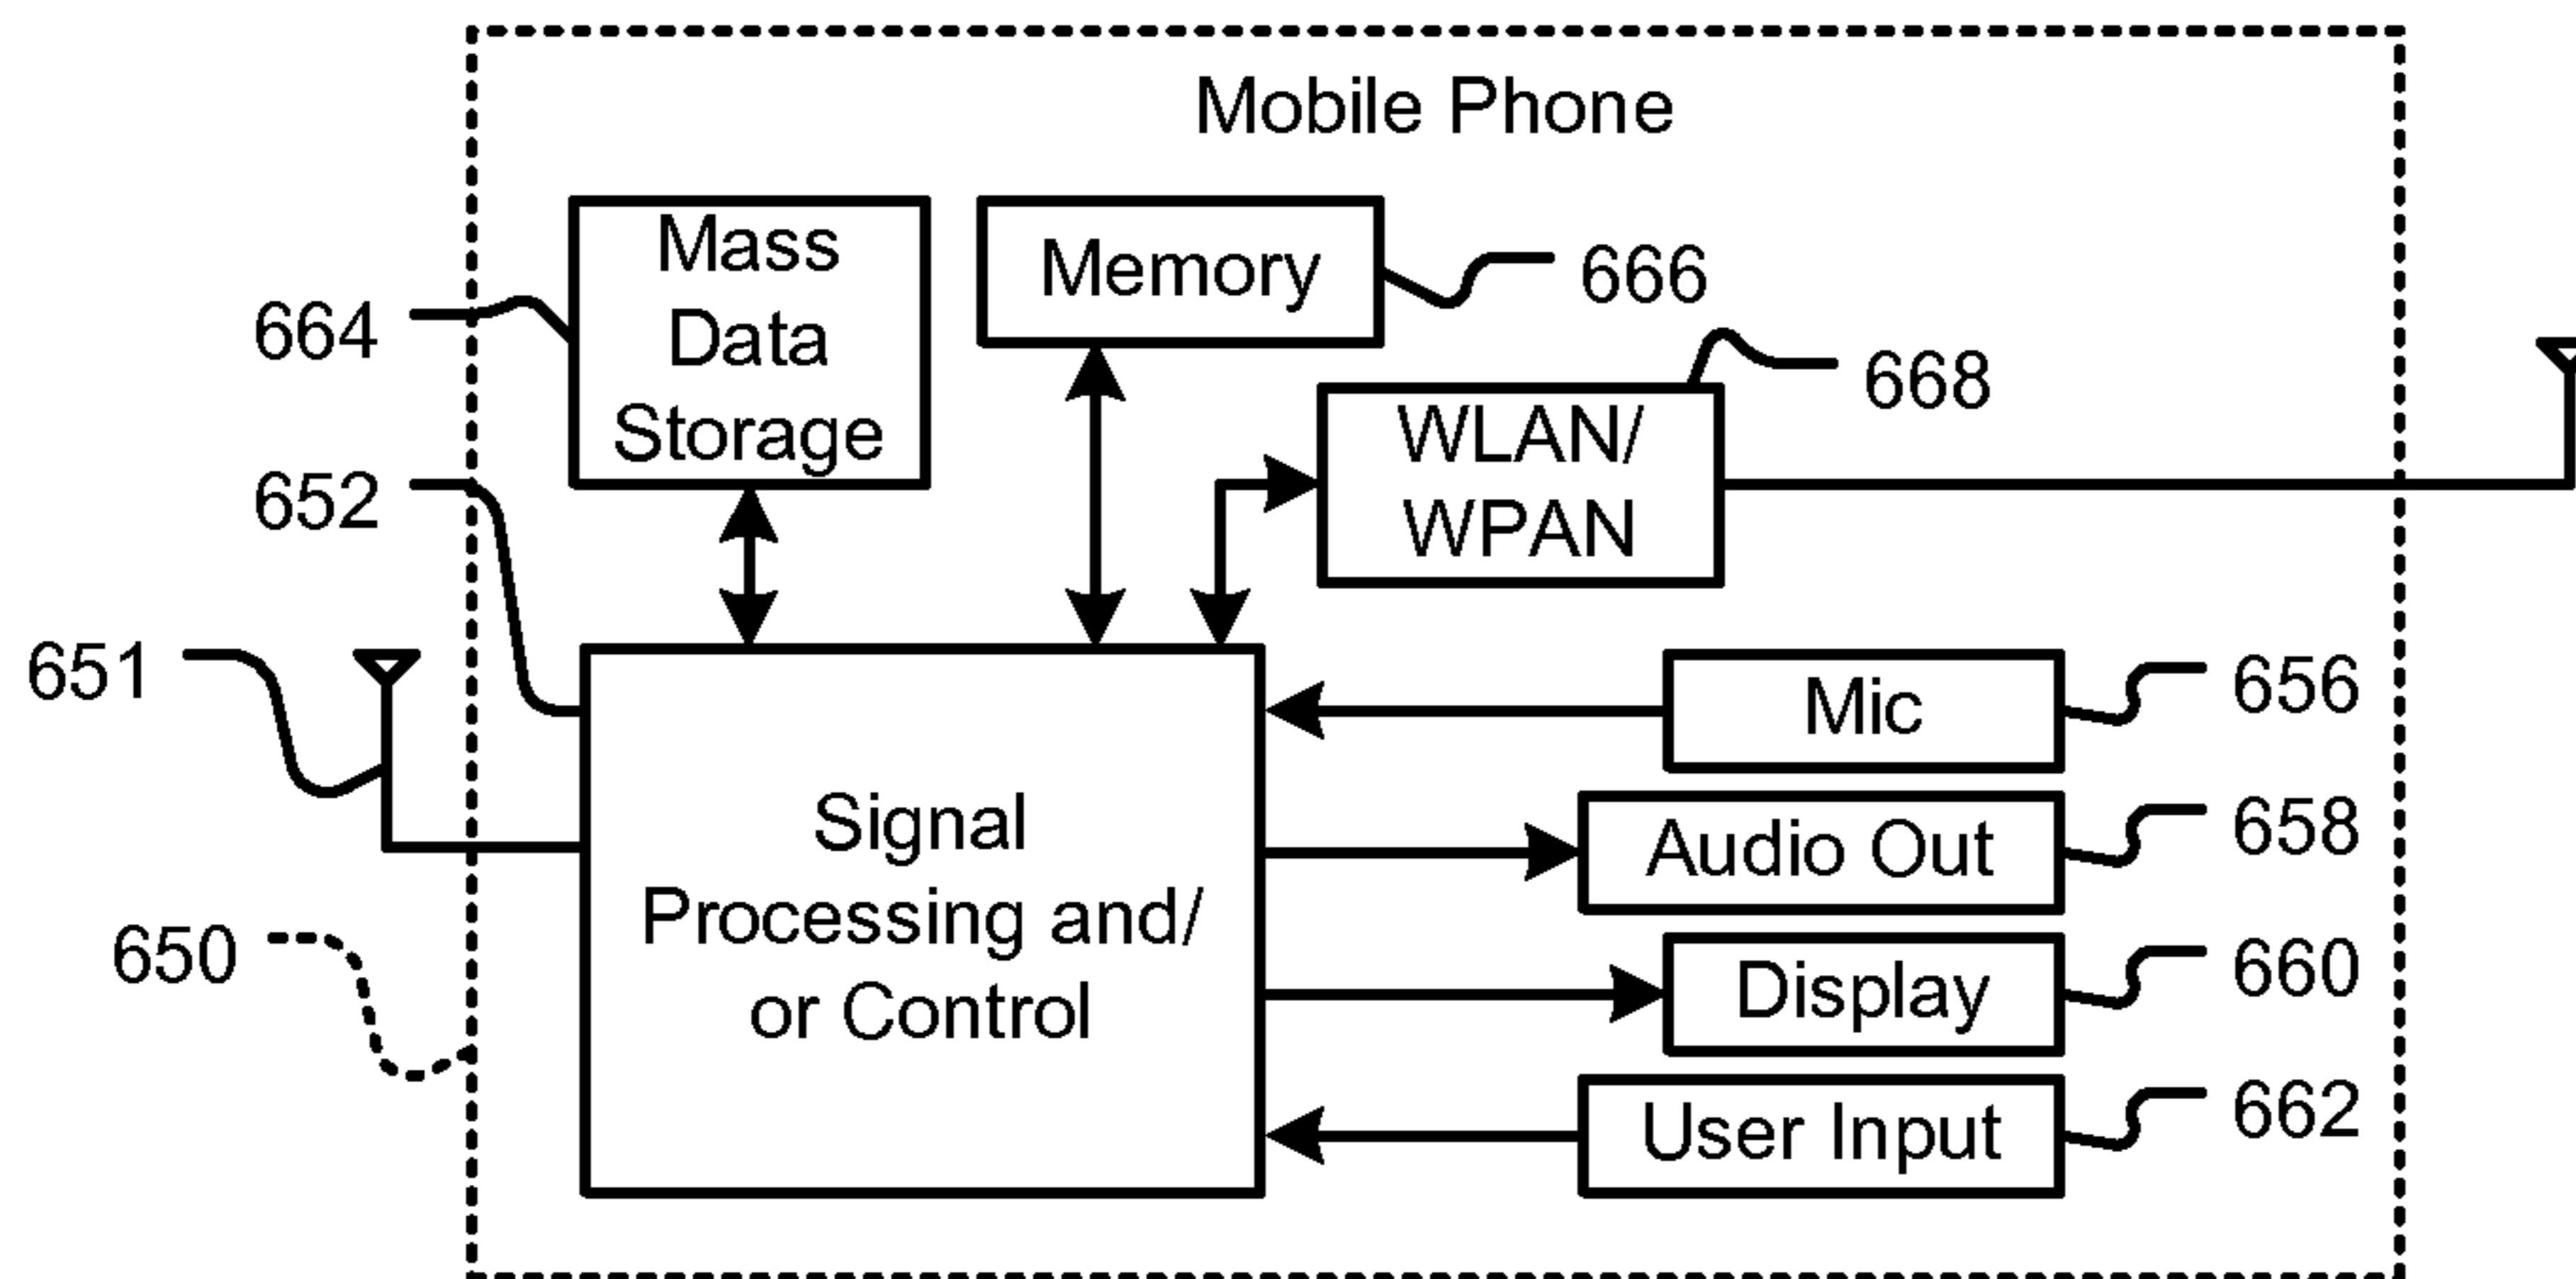 Mobile Phone
Mass
Data
Storage
Memory
666
664
WLAN/
WPAN
668
652
651
Mic
656
Signal
Processing and/
or Control
Audio Out
658
650
Display
660
User Input
662